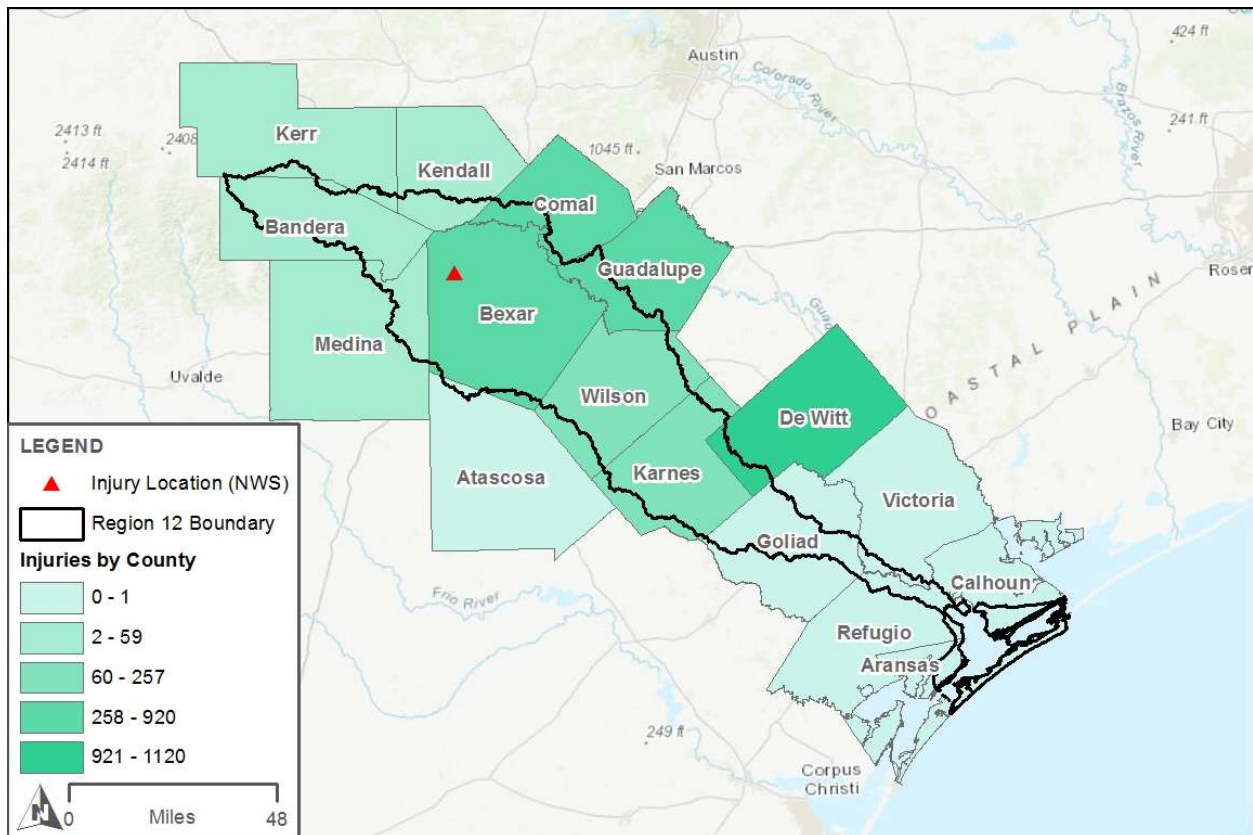 424 ft
Austin
Colorado River
Brazos River
2413 ft
2408
2414 ft
Kerr
1045 ft
241 ft
Kendall
San Marcos
Comal
Bandera
Guadalupe
Rosen
Bexar
Medina
COASTAL PLAIN
Uvalde
Wilson
De Witt
Bay City
LEGEND
Injury Location (NWS)
Region 12 Boundary
Injuries by County
0 - 1
2 - 59
60 - 257
258 - 920
921 - 1120
N
0
Miles
48
Atascosa
Karnes
Victoria
Goliad
Calhoun
Frio River
Refugio
Aransas
249 ft
Corpus
Christi